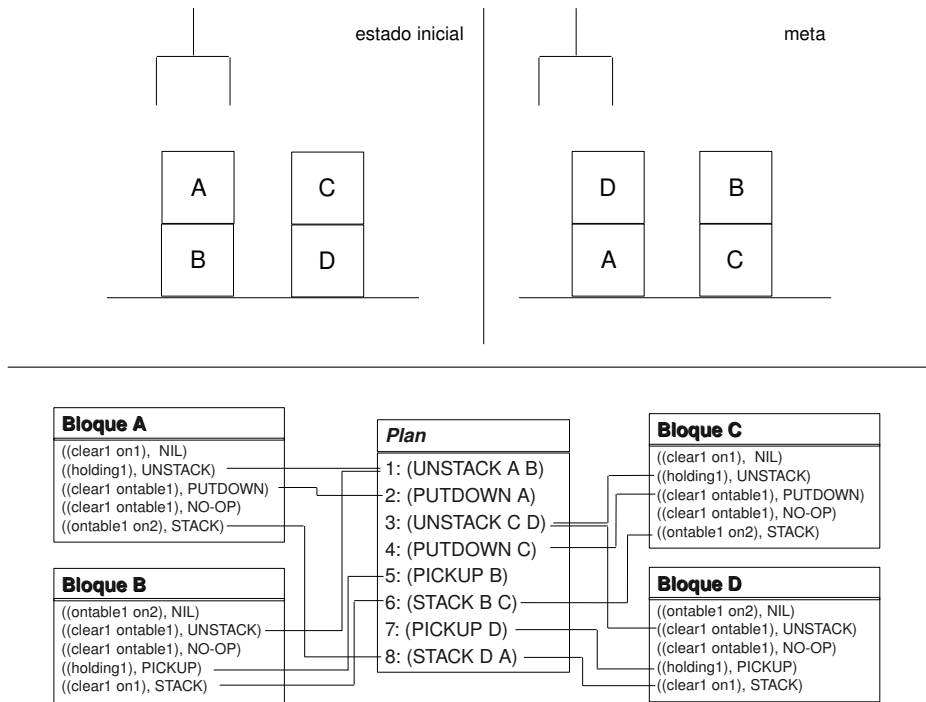 estado inicial
meta
A
C
B
D
D
B
A
C
Bloque A
((clear1 on1), NIL)
((holding1), UNSTACK)
((clear1 ontable1), PUTDOWN)
((clear1 ontable1), NO-OP)
((ontable1 on2), STACK)
Bloque B
((ontable1 on2), NIL)
((clear1 ontable1), UNSTACK)
((clear1 ontable1), NO-OP)
((holding1), PICKUP)
((clear1 on1), STACK)
Plan
1: (UNSTACK A B)
2: (PUTDOWN A)
3: (UNSTACK C D)
4: (PUTDOWN C)
5: (PICKUP B)
6: (STACK B C)
7: (PICKUP D)
8: (STACK D A)
Bloque C
((clear1 on1), NIL)
((holding1), UNSTACK)
((clear1 ontable1), PUTDOWN)
((clear1 ontable1), NO-OP)
((ontable1 on2), STACK)
Bloque D
((ontable1 on2), NIL)
((clear1 ontable1), UNSTACK)
((clear1 ontable1), NO-OP)
((holding1), PICKUP)
((clear1 on1), STACK)